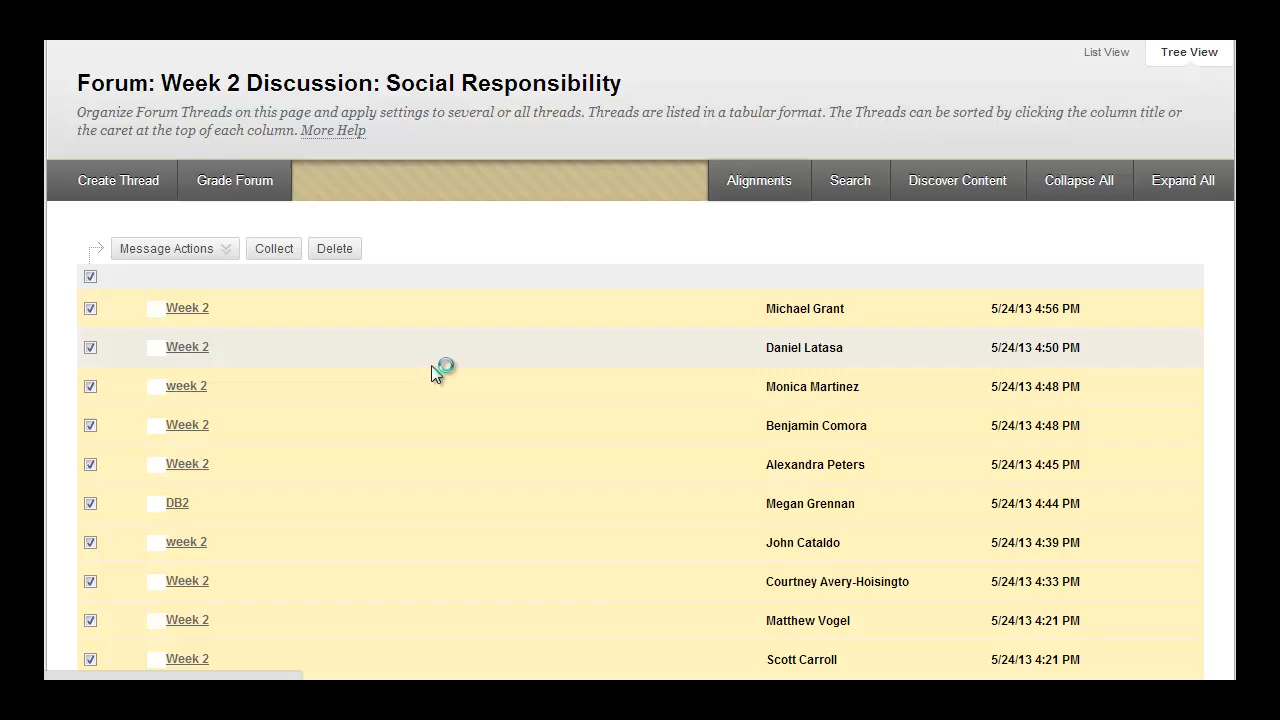 List View
Tree View
Forum: Week 2 Discussion: Social Responsibility
Organize Forum Threads on this page and apply settings to several or all threads. Threads are listed in a tabular format. The Threads can be sorted by clicking the column title or
the caret at the top of each column. More Help
Create Thread Grade Forum Alignments Search Discover Content Collapse All Expand All
Message Actions Collect Delete
Week 2 Michael Grant 5/24/13 4:56 PM
Week 2 Daniel Latasa 5/24/13 4:50 PM
week 2 Monica Martinez 5/24/13 4:48 PM
Week 2 Benjamin Comora 5/24/13 4:48 PM
Week 2 Alexandra Peters 5/24/13 4:45 PM
DB2 Megan Grennan 5/24/13 4:44 PM
week 2 John Cataldo 5/24/13 4:39 PM
Week 2 Courtney Avery-Hoisingto 5/24/13 4:33 PM
Week 2 Matthew Vogel 5/24/13 4:21 PM
Week 2 Scott Carroll 5/24/13 4:21 PM